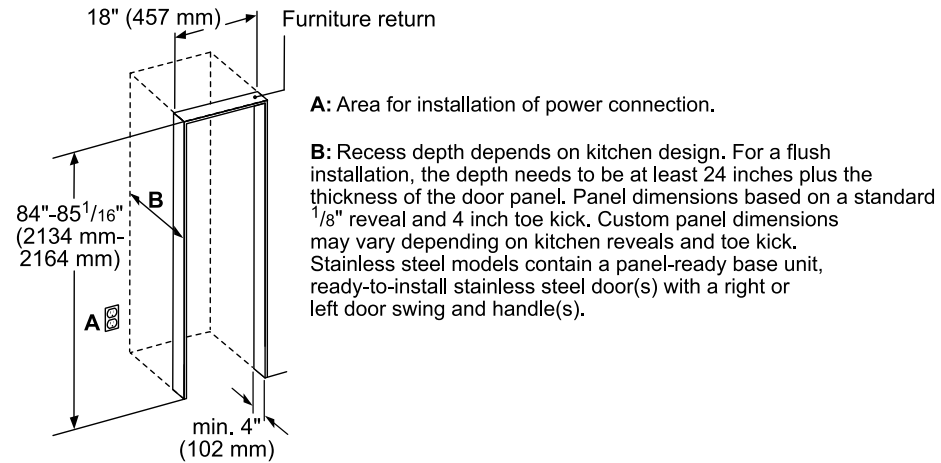 18" (457 mm)
Furniture return
A: Area for installation of power connection.
B: Recess depth depends on kitchen design. For a flush
installation, the depth needs to be at least 24 inches plus the
thickness of the door panel. Panel dimensions based on a standard
1/8" reveal and 4 inch toe kick. Custom panel dimensions
may vary depending on kitchen reveals and toe kick.
Stainless steel models contain a panel-ready base unit,
ready-to-install stainless steel door(s) with a right or
left door swing and handle(s).
B
84"-85 1/16"
(2134 mm-
2164 mm)
A
min. 4"
(102 mm)